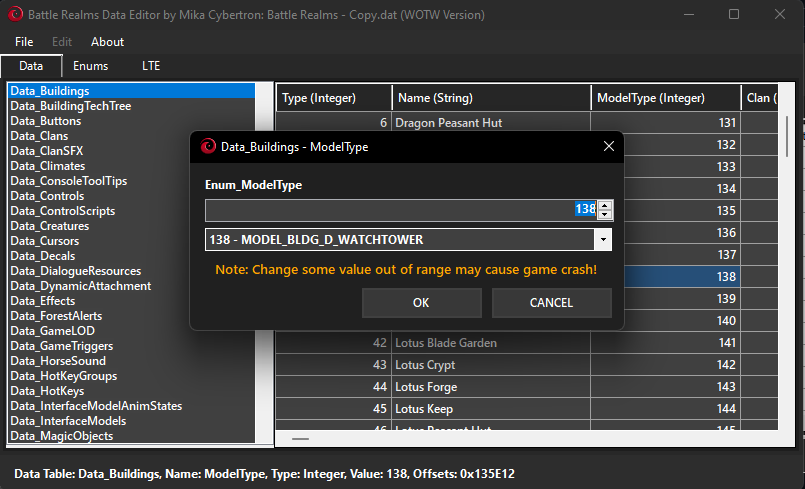 Battle Realms Data Editor by Mika Cybertron: Battle Realms - Copy.dat (WOTW Version)
File Edit About
Data Enums LTE
Data_Buildings
Data_BuildingTechTree
Data_Buttons
Data_Clans
Data_ClanSFX
Data_Climates
Data_ConsoleToolTips
Data_Controls
Data_ControlScripts
Data_Creatures
Data_Cursors
Data_Decals
Data_DialogueResources
Data_DynamicAttachment
Data_Effects
Data_ForestAlerts
Data_GameLOD
Data_GameTriggers
Data_HorseSound
Data_HotKeyGroups
Data_HotKeys
Data_InterfaceModelAnimStates
Data_InterfaceModels
Data_MagicObjects
Type (Integer) Name (String) ModelType (Integer) Clan (
6 Dragon Peasant Hut 131
132
133
134
135
136
137
138
139
140
Data_Buildings - ModelType
Enum_ModelType
138
138 - MODEL_BLDG_D_WATCHTOWER
Note: Change some value out of range may cause game crash!
OK CANCEL
42 Lotus Blade Garden 141
43 Lotus Crypt 142
44 Lotus Forge 143
45 Lotus Keep 144
46 Lotus Peasant Hut 145
Data Table: Data_Buildings, Name: ModelType, Type: Integer, Value: 138, Offsets: 0x135E12